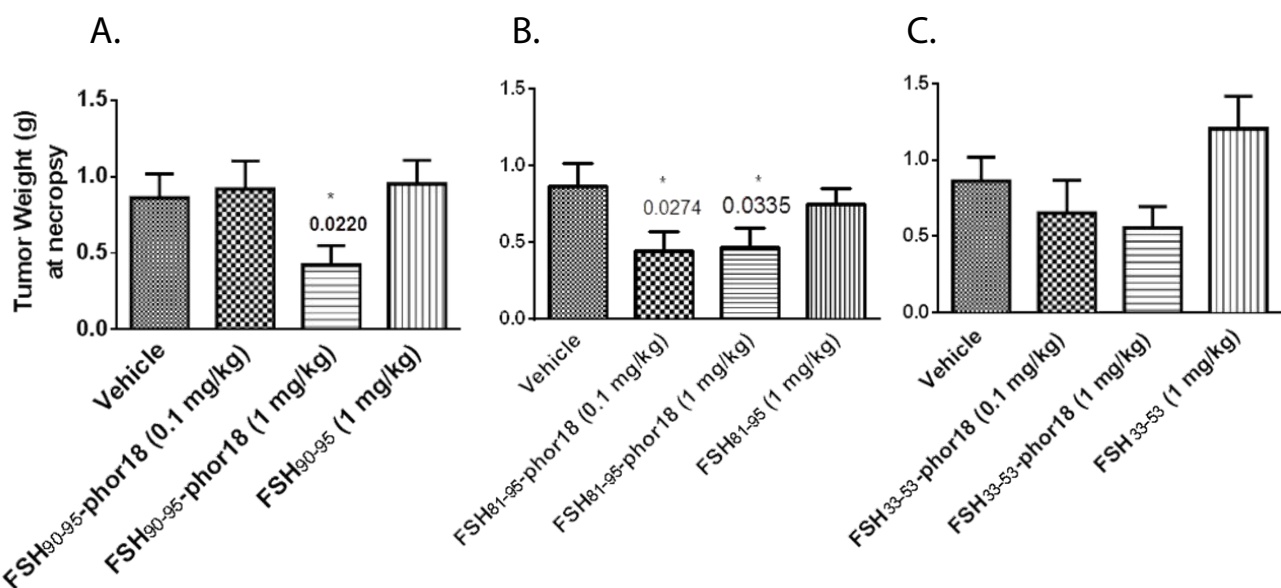 A.
B.
C.
Tumor Weight (g)
at necropsy
1.5
1.0
0.5
0.0
*
0.0220
Vehicle
FSH90-95-phor18 (0.1 mg/kg)
FSH90-95-phor18 (1 mg/kg)
FSH90-95 (1 mg/kg)
1.5
1.0
0.5
0.0
*
0.0274
*
0.0335
Vehicle
FSH81-95-phor18 (0.1 mg/kg)
FSH81-95-phor18 (1 mg/kg)
FSH81-95 (1 mg/kg)
1.5
1.0
0.5
0.0
Vehicle
FSH33-53-phor18 (0.1 mg/kg)
FSH33-53-phor18 (1 mg/kg)
FSH33-53 (1 mg/kg)